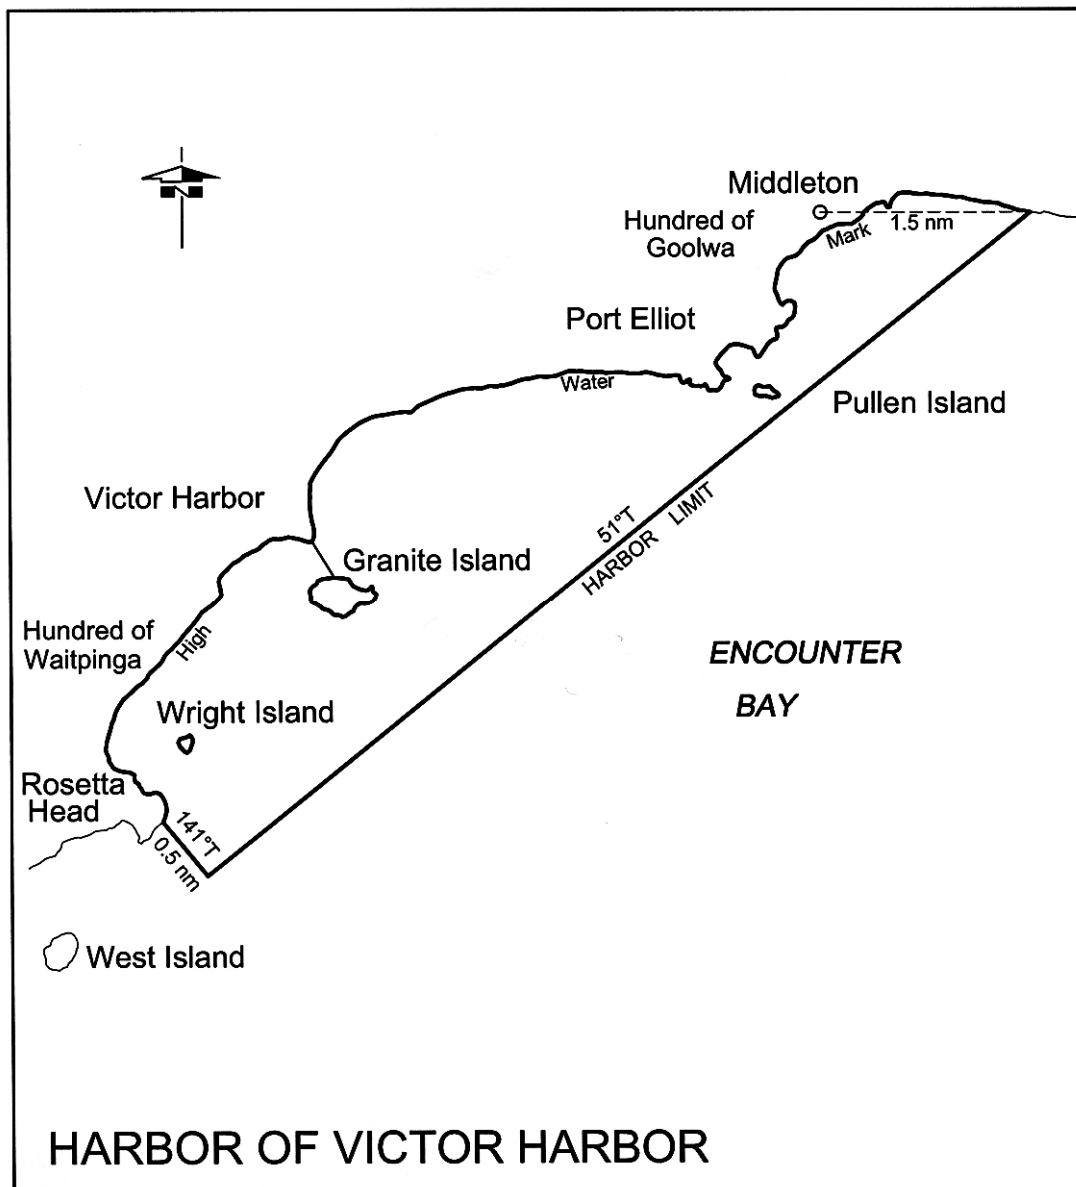 N
Middleton
Hundred of
Goolwa
Mark
1.5 nm
Port Elliot
Water
Pullen Island
Victor Harbor
51°T
HARBOR LIMIT
Granite Island
Hundred of
Waitpinga
High
ENCOUNTER
BAY
Wright Island
Rosetta
Head
141°T
0.5 nm
West Island
HARBOR OF VICTOR HARBOR